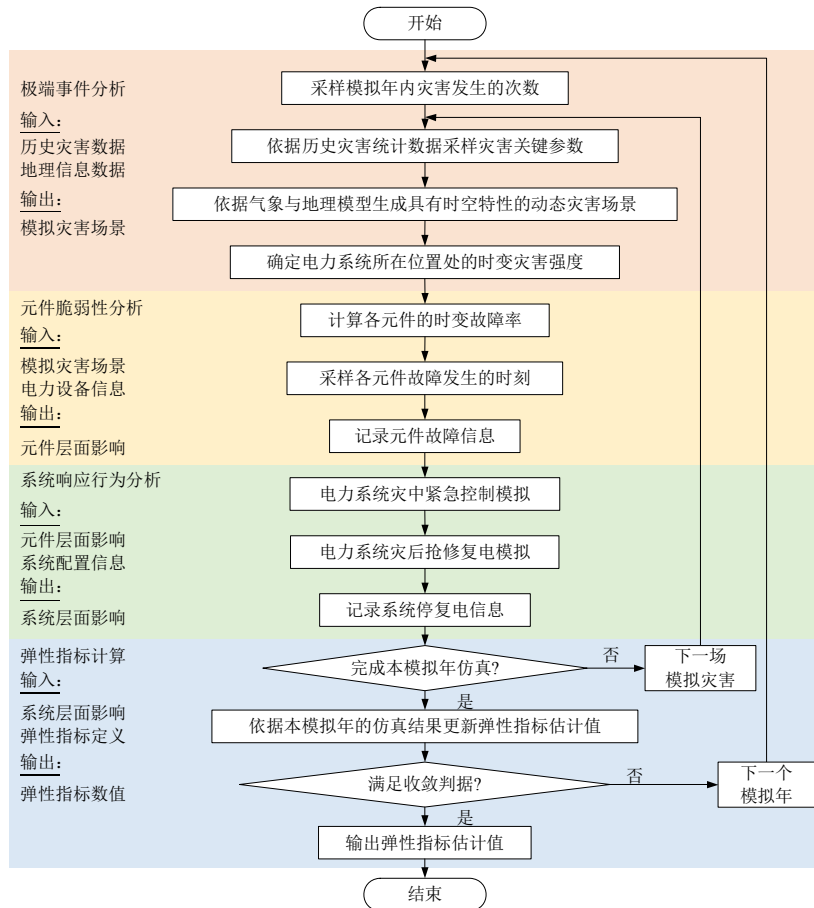 开始
极端事件分析
输入:
历史灾害数据
地理信息数据
输出:
模拟灾害场景
采样模拟年内灾害发生的次数
依据历史灾害统计数据采样灾害关键参数
依据气象与地理模型生成具有时空特性的动态灾害场景
确定电力系统所在位置处的时变灾害强度
元件脆弱性分析
输入:
模拟灾害场景
电力设备信息
输出:
元件层面影响
计算各元件的时变故障率
采样各元件故障发生的时刻
记录元件故障信息
系统响应行为分析
输入:
元件层面影响
系统配置信息
输出:
系统层面影响
电力系统灾中紧急控制模拟
电力系统灾后抢修复电模拟
记录系统停复电信息
弹性指标计算
输入:
系统层面影响
弹性指标定义
输出:
弹性指标数值
完成本模拟年仿真?
否
下一场
模拟灾害
是
依据本模拟年的仿真结果更新弹性指标估计值
满足收敛判据?
否
下一个
模拟年
是
输出弹性指标估计值
结束